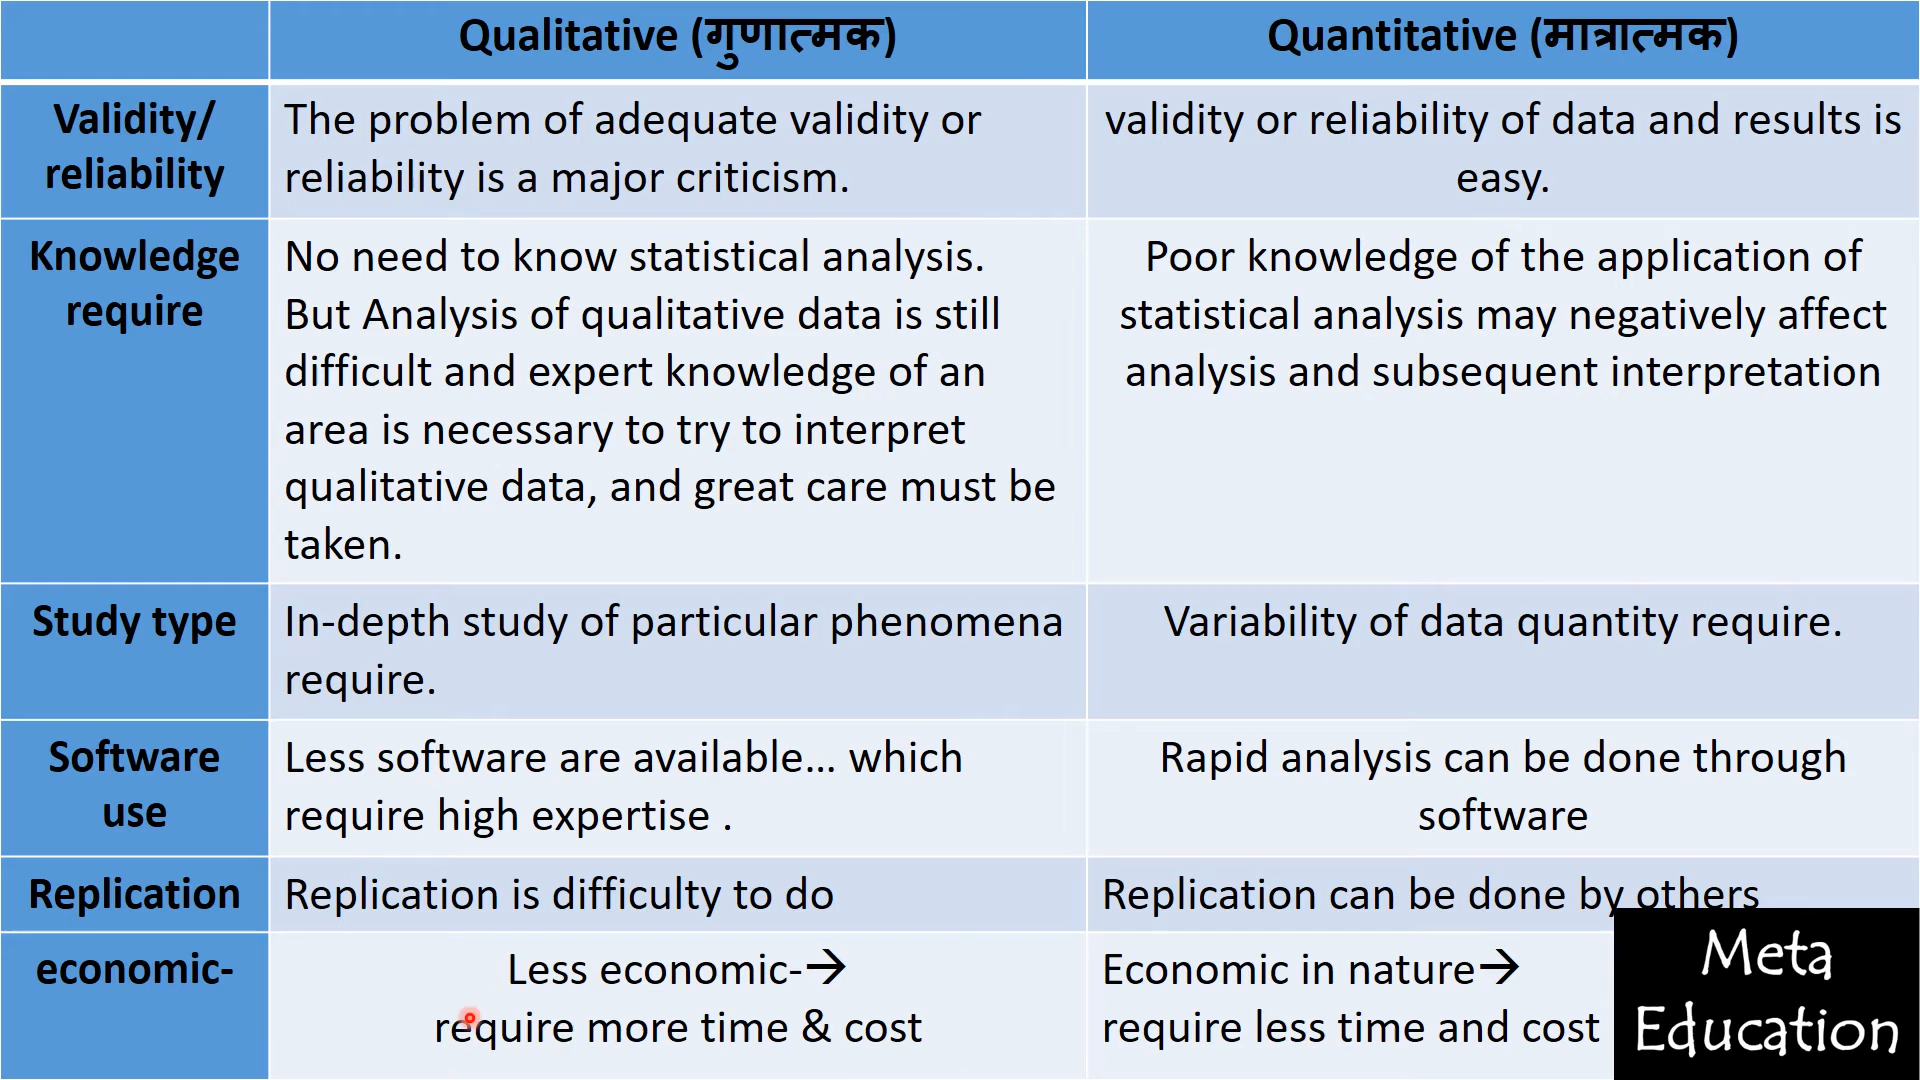 Qualitative (गुणात्मक)
Quantitative (मात्रात्मक)
Validity/
reliability
The problem of adequate validity or
reliability is a major criticism.
validity or reliability of data and results is
easy.
Knowledge
require
No need to know statistical analysis.
But Analysis of qualitative data is still
difficult and expert knowledge of an
area is necessary to try to interpret
qualitative data, and great care must be
taken.
Poor knowledge of the application of
statistical analysis may negatively affect
analysis and subsequent interpretation
Study type
In-depth study of particular phenomena
require.
Variability of data quantity require.
Software
use
Less software are available... which
require high expertise .
Rapid analysis can be done through
software
Replication
Replication is difficulty to do
Replication can be done by others
economic-
Less economic-→
require more time & cost
Economic in nature→
require less time and cost
Meta
Education